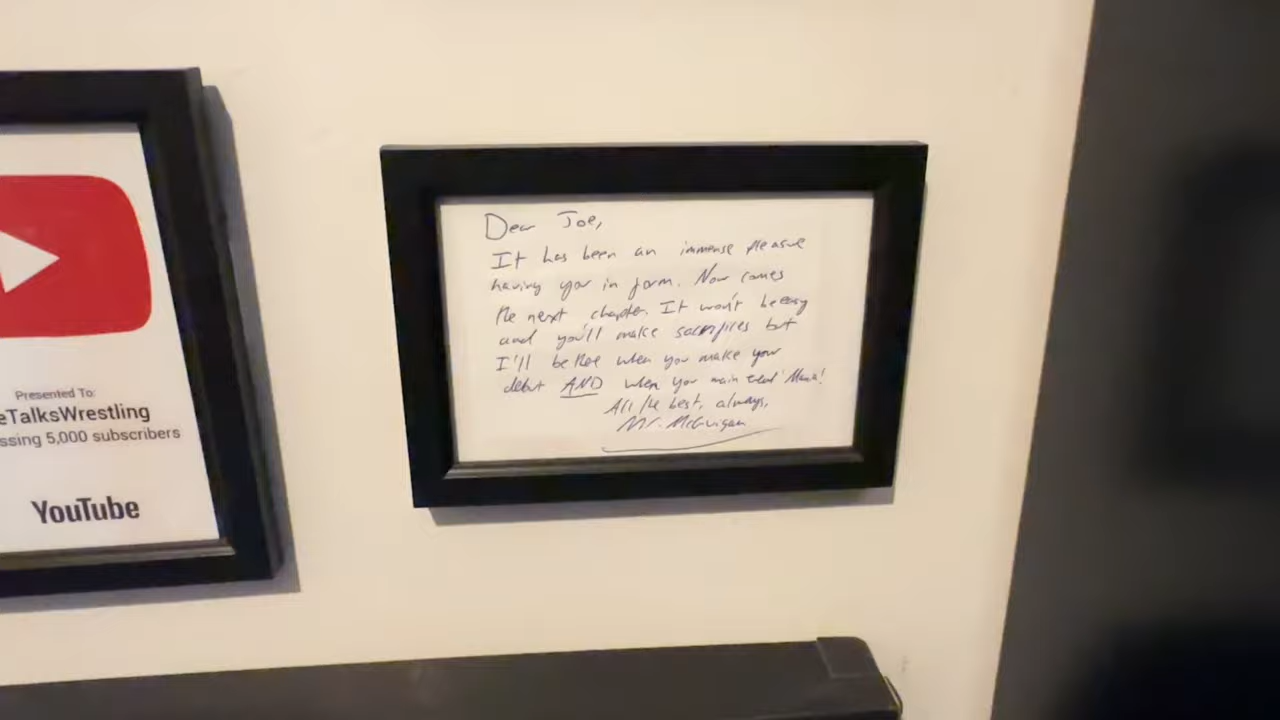 Presented To:
eTalksWrestling
ssing 5,000 subscribers
YouTube
Dear Joe,
It has been an immense pleasure
having you in form. Now comes
the next chapter. It won't be easy
and you'll make sacrifices but
I'll be there when you make your
debut AND when you main event 'Mania!
All the best, always,
Mr. McGuigan